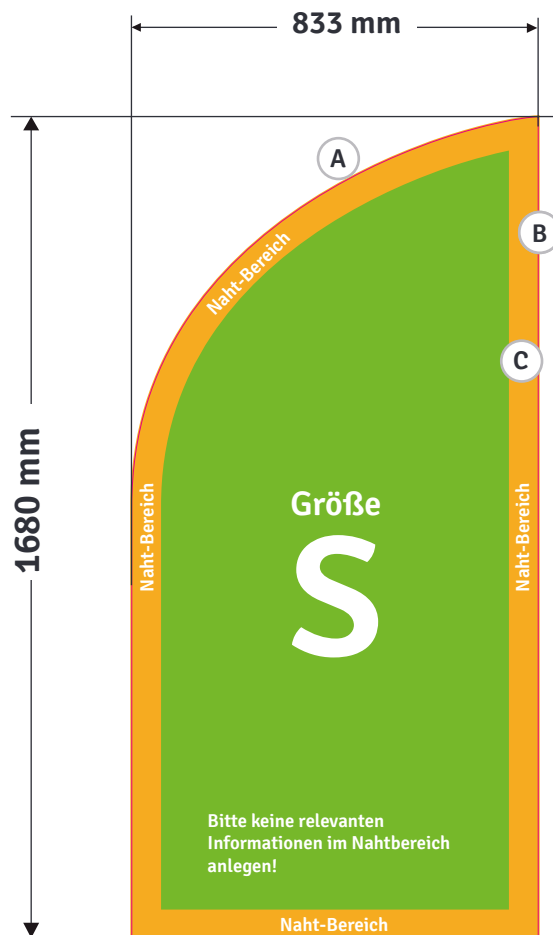 833 mm
A
B
Naht-Bereich
C
1680 mm
Größe
S
Naht-Bereich
Naht-Bereich
Bitte keine relevanten
Informationen im Nahtbereich
anlegen!
Naht-Bereich